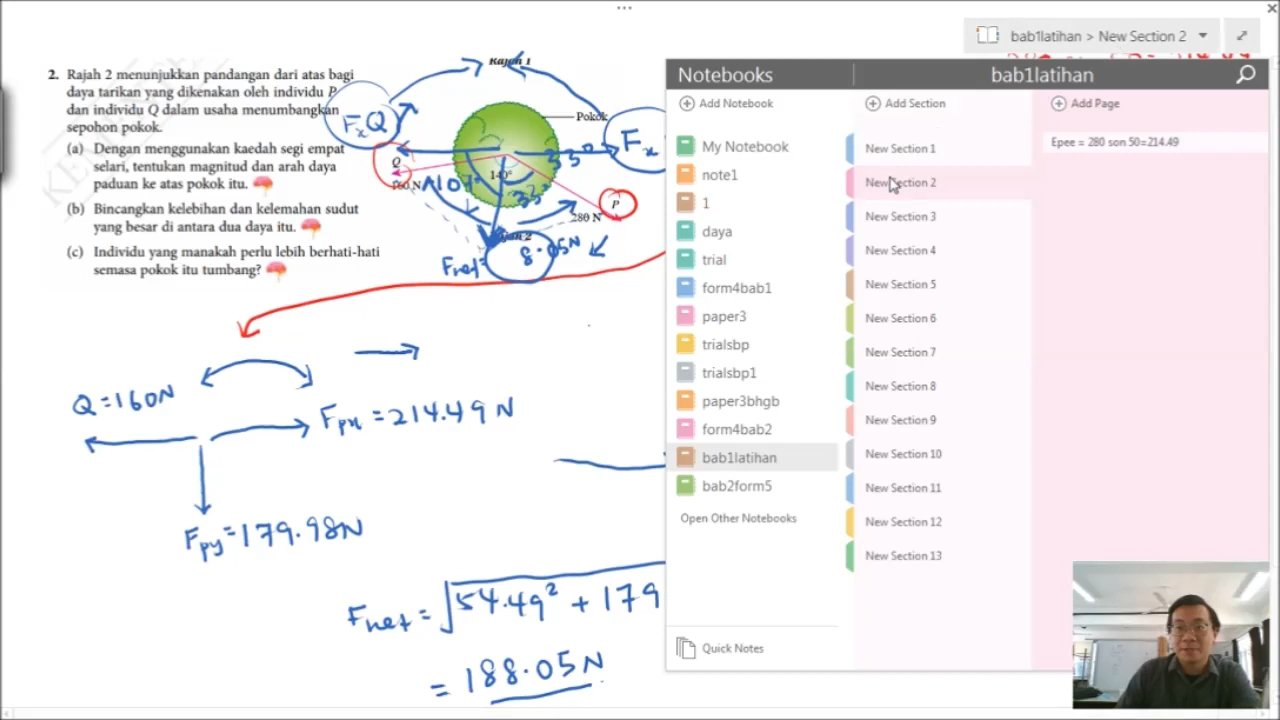 bab1latihan > New Section 2
2. Rajah 2 menunjukkan pandangan dari atas bagi
daya tarikan yang dikenakan oleh individu P
dan individu Q dalam usaha menumbangkan
sepohon pokok.
(a) Dengan menggunakan kaedah segi empat
selari, tentukan magnitud dan arah daya
paduan ke atas pokok itu.
(b) Bincangkan kelebihan dan kelemahan sudut
yang besar di antara dua daya itu.
(c) Individu yang manakah perlu lebih berhati-hati
semasa pokok itu tumbang?
Rajah 1
Pokok
FxQ
Fx
Q
160 N
140°
107°
33°
33°
P
280 N
Fnet=
8.05N
Q=160N
Fpx = 214.49 N
Fpy=179.98N
Fnet = √54.49² + 179
= 188.05N
Notebooks
bab1latihan
Add Notebook
Add Section
Add Page
My Notebook
note1
1
daya
trial
form4bab1
paper3
trialsbp
trialsbp1
paper3bhgb
form4bab2
bab1latihan
bab2form5
Open Other Notebooks
Quick Notes
New Section 1
New Section 2
New Section 3
New Section 4
New Section 5
New Section 6
New Section 7
New Section 8
New Section 9
New Section 10
New Section 11
New Section 12
New Section 13
Epee = 280 son 50=214.49